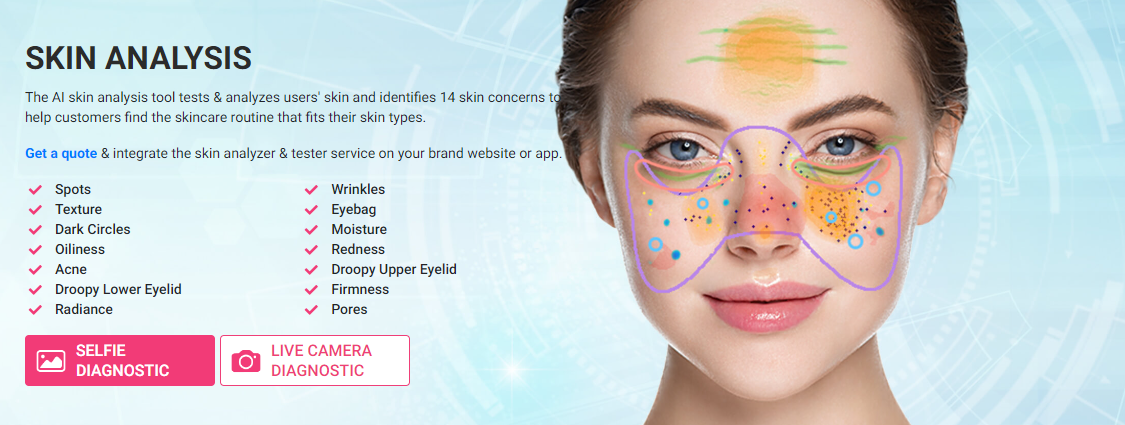 SKIN ANALYSIS
The AI skin analysis tool tests & analyzes users' skin and identifies 14 skin concerns to
help customers find the skincare routine that fits their skin types.
Get a quote & integrate the skin analyzer & tester service on your brand website or app.
Spots
Texture
Dark Circles
Oiliness
Acne
Droopy Lower Eyelid
Radiance
Wrinkles
Eyebag
Moisture
Redness
Droopy Upper Eyelid
Firmness
Pores
SELFIE
DIAGNOSTIC
LIVE CAMERA
DIAGNOSTIC